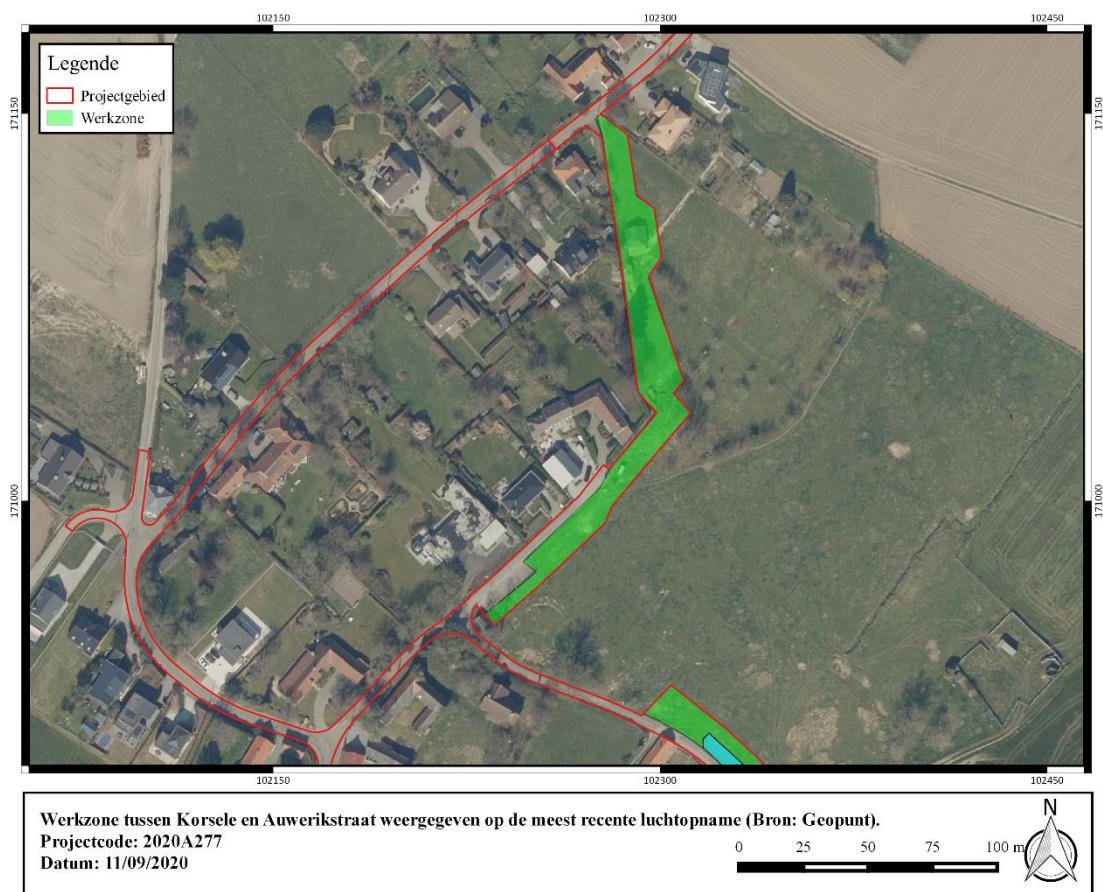 102150 102300 102450
Legende
Projectgebied
Werkzone
171150 171150
171000 171000
102150 102300 102450
Werkzone tussen Korsele en Auwerikstraat weergegeven op de meest recente luchtopname (Bron: Geopunt).
Projectcode: 2020A277
Datum: 11/09/2020
0 25 50 75 100 m
N